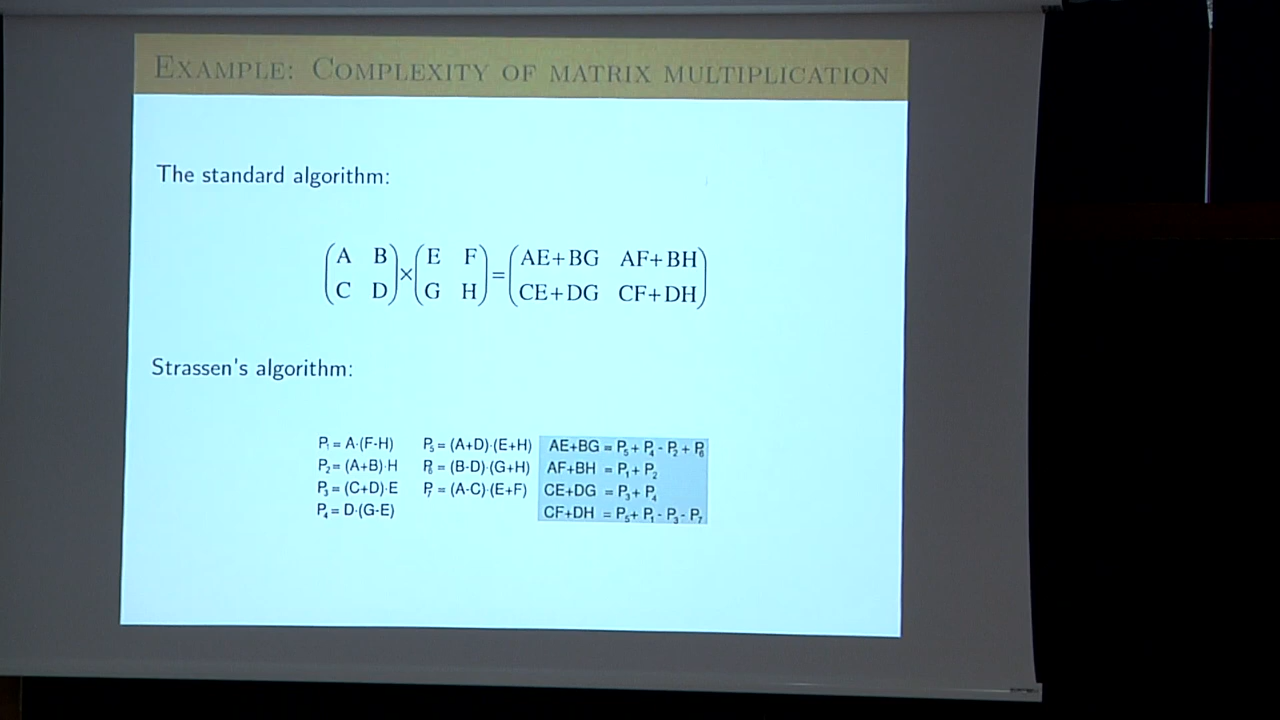 EXAMPLE: COMPLEXITY OF MATRIX MULTIPLICATION
The standard algorithm:
(A B) × (E F) = (AE+BG AF+BH)
(C D) (G H) (CE+DG CF+DH)
Strassen's algorithm:
P₁ = A·(F-H) P₅ = (A+D)·(E+H) AE+BG = P₅ + P₄ - P₂ + P₆
P₂ = (A+B)·H P₆ = (B-D)·(G+H) AF+BH = P₁ + P₂
P₃ = (C+D)·E P₇ = (A-C)·(E+F) CE+DG = P₃ + P₄
P₄ = D·(G-E) CF+DH = P₅ + P₁ - P₃ - P₇